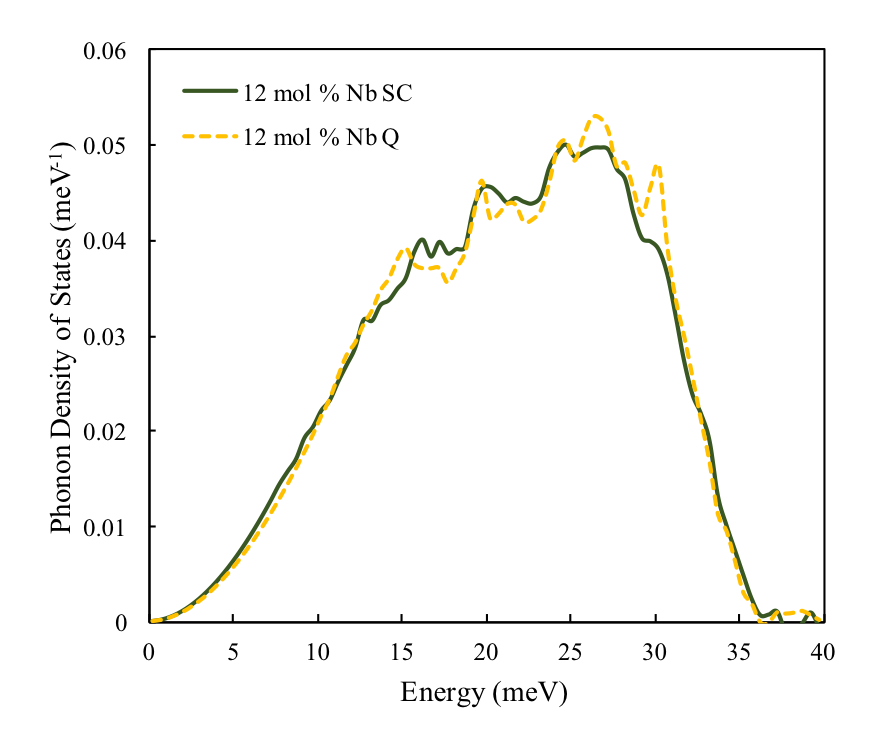 0.06
0.05
0.04
0.03
0.02
0.01
0
Phonon Density of States (meV⁻¹)
12 mol % Nb SC
12 mol % Nb Q
0 5 10 15 20 25 30 35 40
Energy (meV)